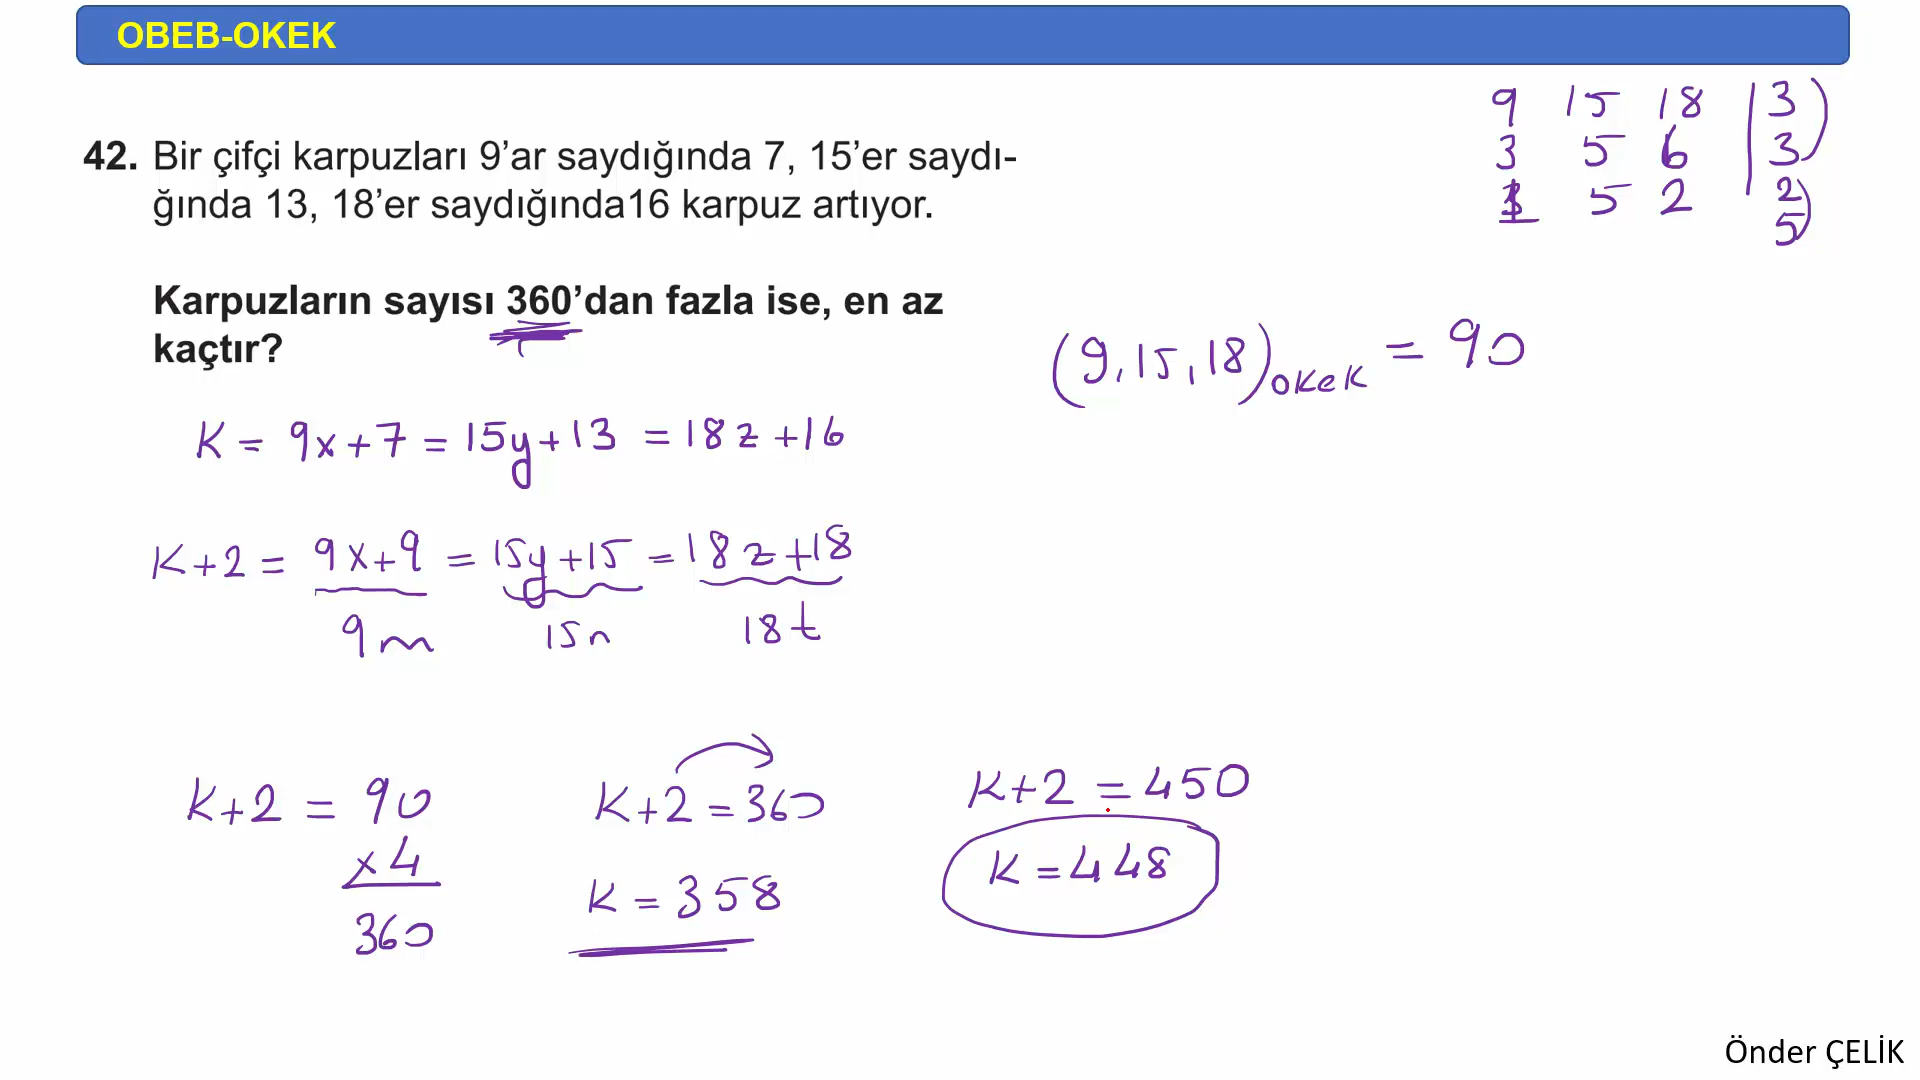 OBEB-OKEK
42. Bir çifçi karpuzları 9’ar saydığında 7, 15’er saydı-
ğında 13, 18’er saydığında16 karpuz artıyor.
Karpuzların sayısı 360’dan fazla ise, en az
kaçtır?
9 15 18 | 3
3 5 6 | 3
1 5 2 2
5
(9,15,18)okek = 90
K = 9x+7 = 15y+13 = 18z+16
K+2 = 9x+9 = 15y+15 = 18z+18
9m 15n 18t
K+2 = 90
x4
360
K+2 = 360
K = 358
K+2 = 450
K = 448
Önder ÇELİK